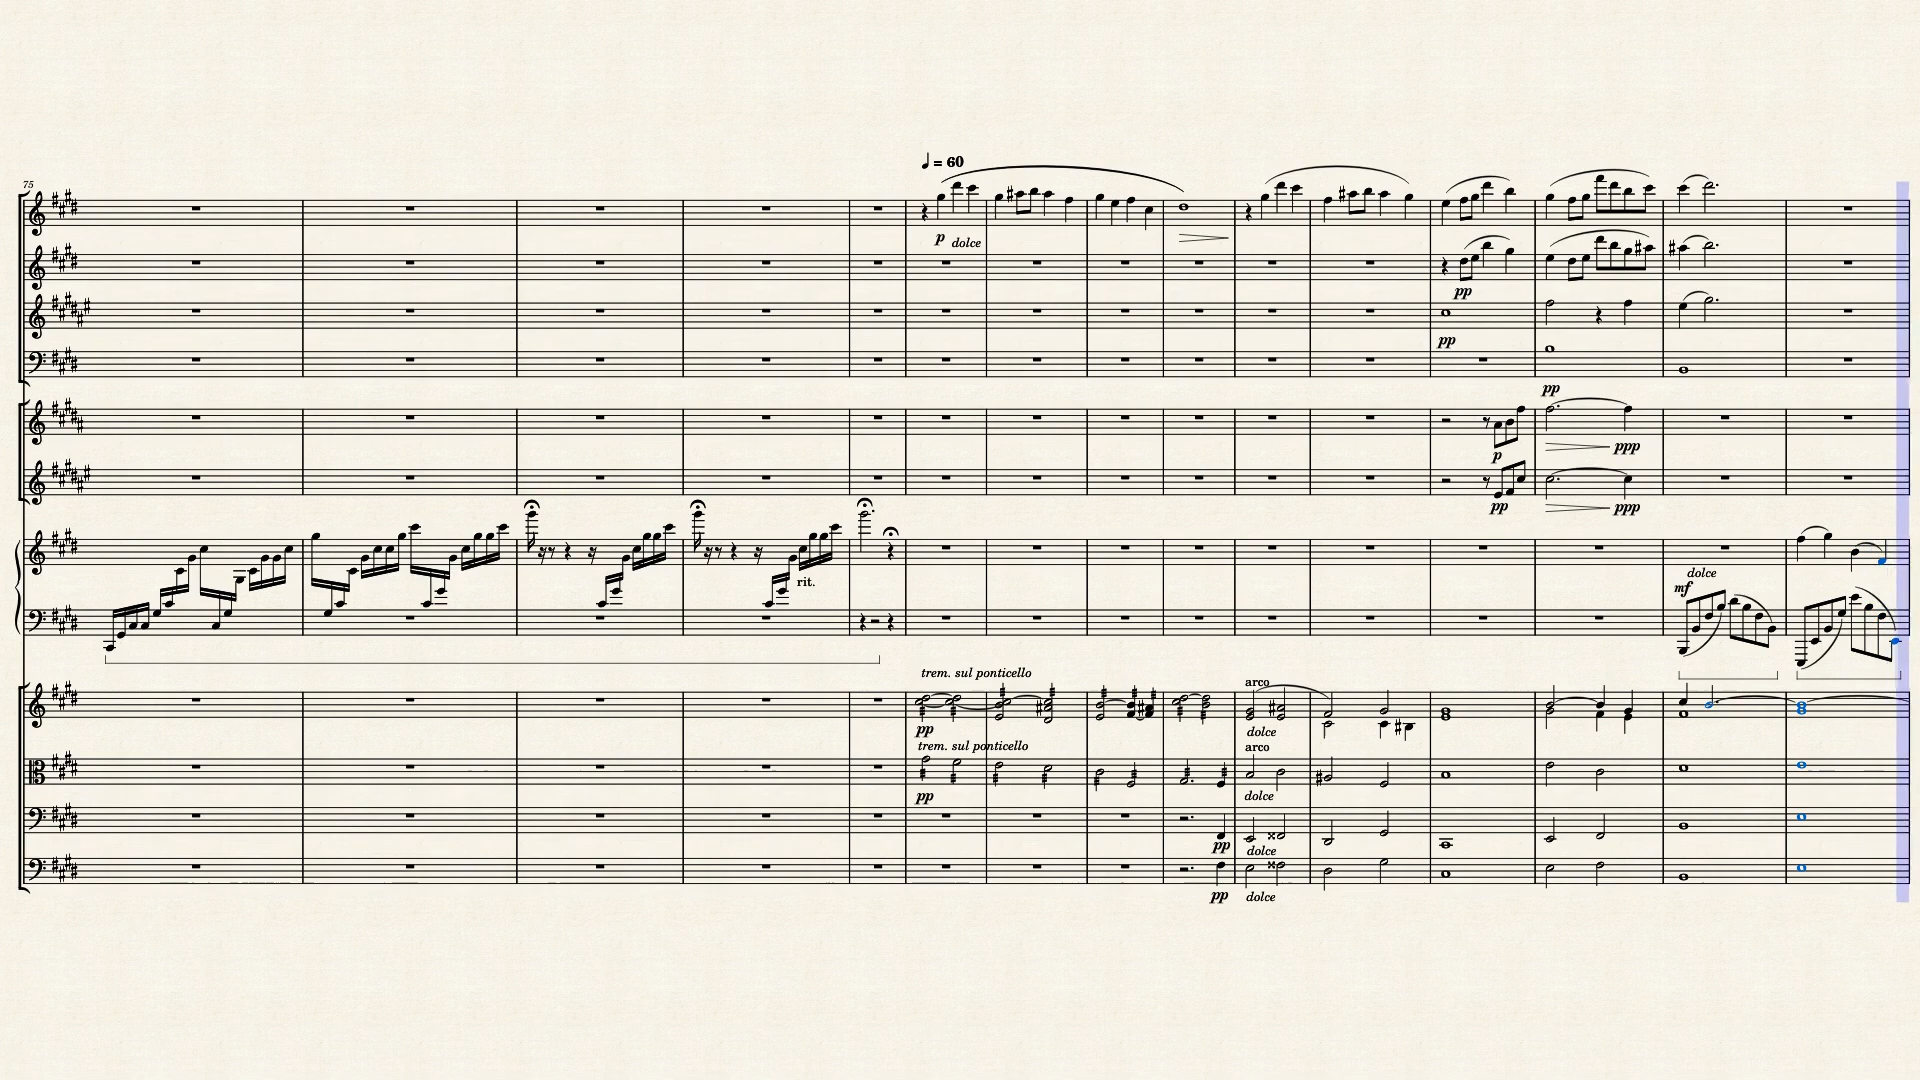 = 60
75
p dolce
pp
pp
pp
p
ppp
pp
ppp
rit.
dolce
mf
trem. sul ponticello
arco
pp
dolce
trem. sul ponticello
arco
pp
dolce
pp
dolce
pp
dolce